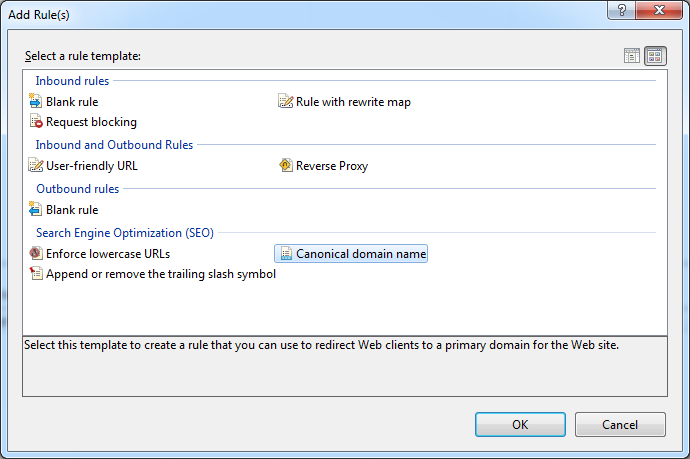 Add Rule(s)
Select a rule template:
Inbound rules
Blank rule
Rule with rewrite map
Request blocking
Inbound and Outbound Rules
User-friendly URL
Reverse Proxy
Outbound rules
Blank rule
Search Engine Optimization (SEO)
Enforce lowercase URLs
Canonical domain name
Append or remove the trailing slash symbol
Select this template to create a rule that you can use to redirect Web clients to a primary domain for the Web site.
OK
Cancel